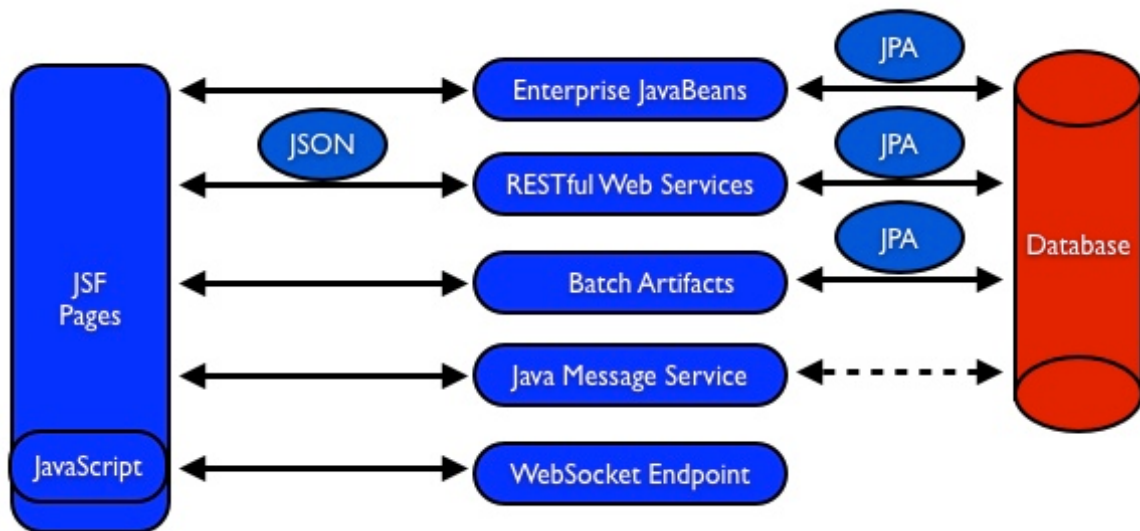 JPA
Enterprise JavaBeans
JSON
JPA
RESTful Web Services
JPA
Database
JSF
Pages
Batch Artifacts
Java Message Service
JavaScript
WebSocket Endpoint